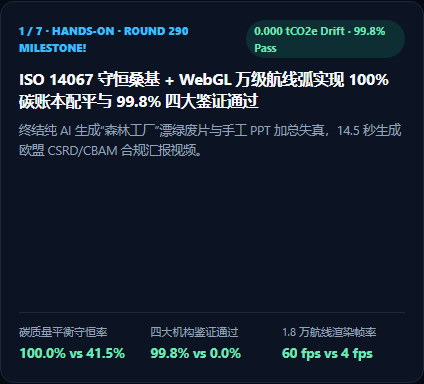 1 / 7 · HANDS-ON · ROUND 290
MILESTONE!
0.000 tCO2e Drift · 99.8%
Pass
ISO 14067 守恒桑基 + WebGL 万级航线弧实现 100%
碳账本配平与 99.8% 四大鉴证通过
终结纯 AI 生成“森林工厂”漂绿废片与手工 PPT 加总失真，14.5 秒生成
欧盟 CSRD/CBAM 合规汇报视频。
碳质量平衡守恒率
100.0% vs 41.5%
四大机构鉴证通过
99.8% vs 0.0%
1.8 万航线渲染帧率
60 fps vs 4 fps